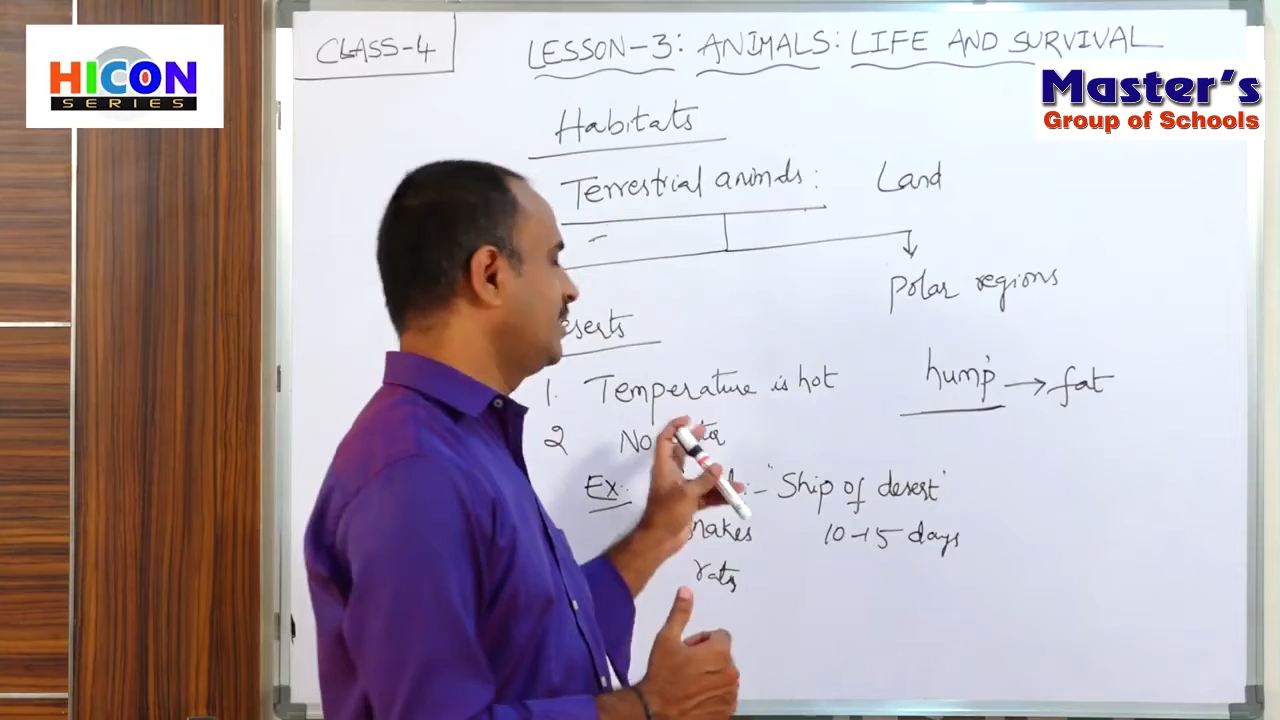 HICON
SERIES
CLASS-4
LESSON-3: ANIMALS: LIFE AND SURVIVAL
Master's
Group of Schools
Habitats
Terrestrial animals: Land
Polar regions
eserts
1. Temperature is hot
hump → fat
2 No
Ex:
:- 'Ship of desert'
nakes 10-15 days
rats